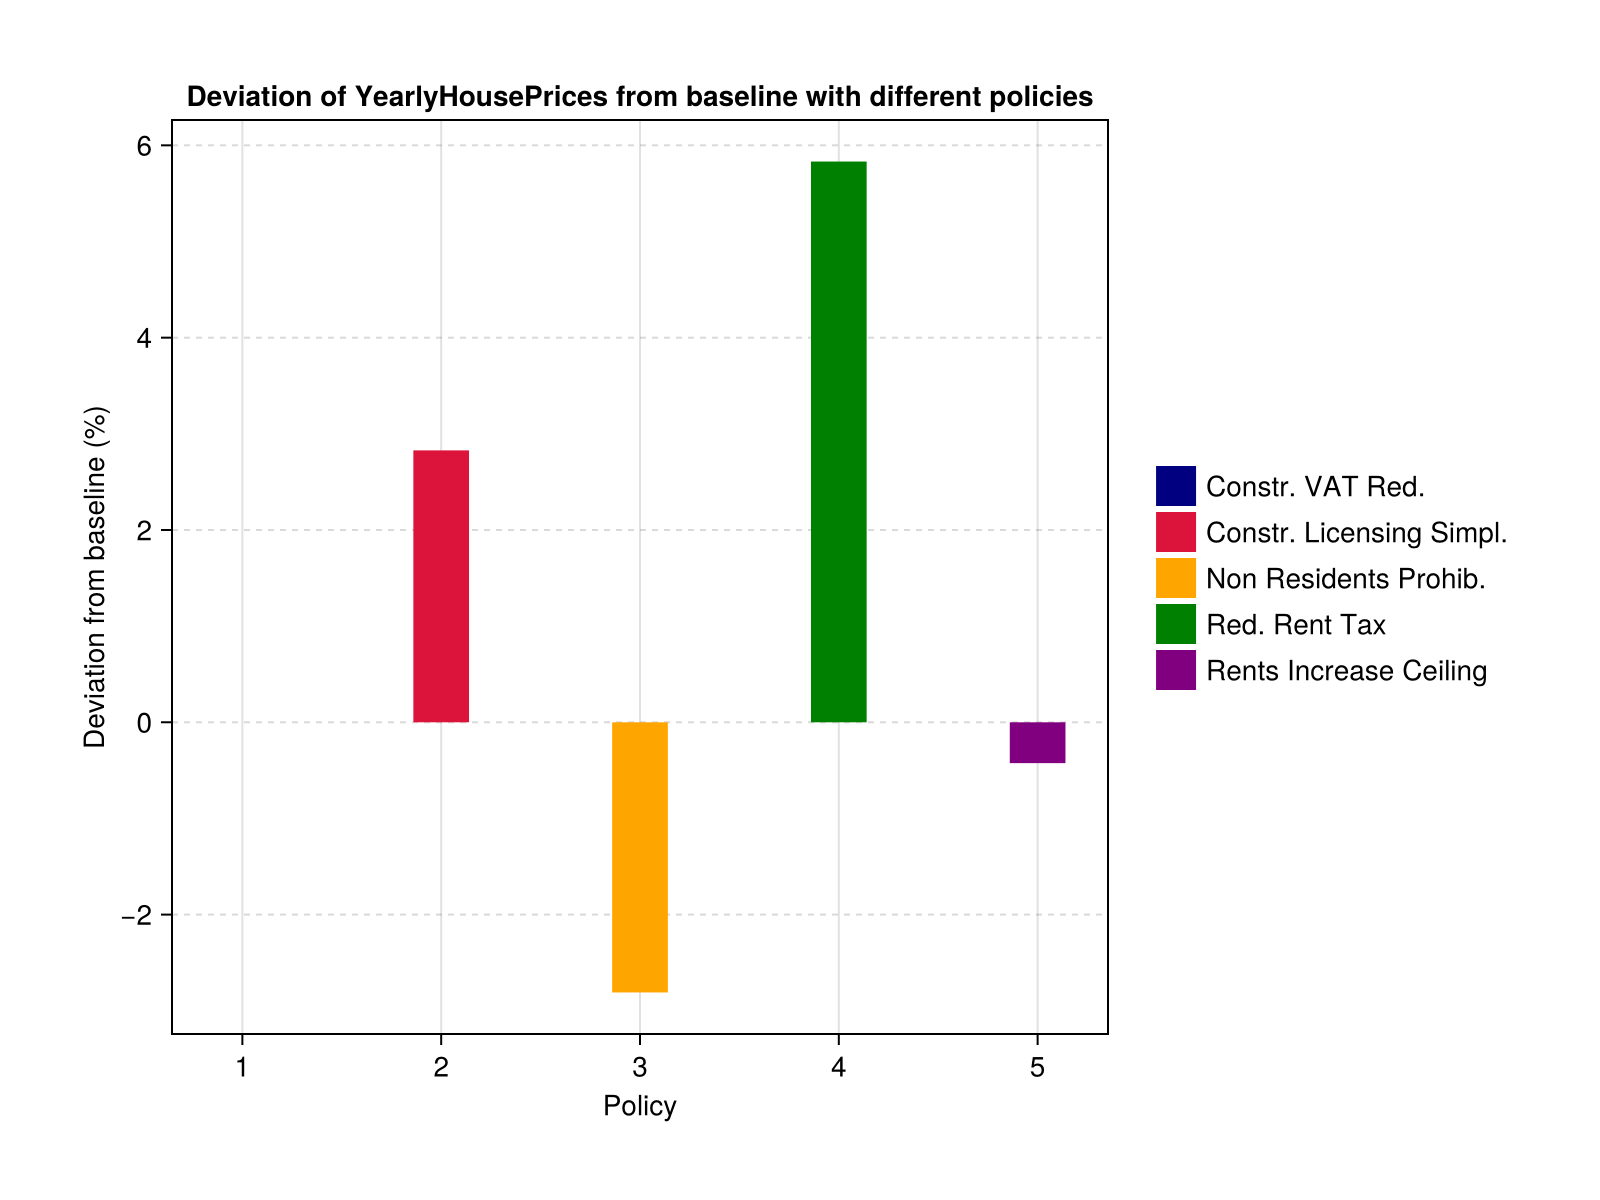 Deviation of YearlyHousePrices from baseline with different policies
6
4
2
0
−2
Deviation from baseline (%)
1 2 3 4 5
Policy
Constr. VAT Red.
Constr. Licensing Simpl.
Non Residents Prohib.
Red. Rent Tax
Rents Increase Ceiling